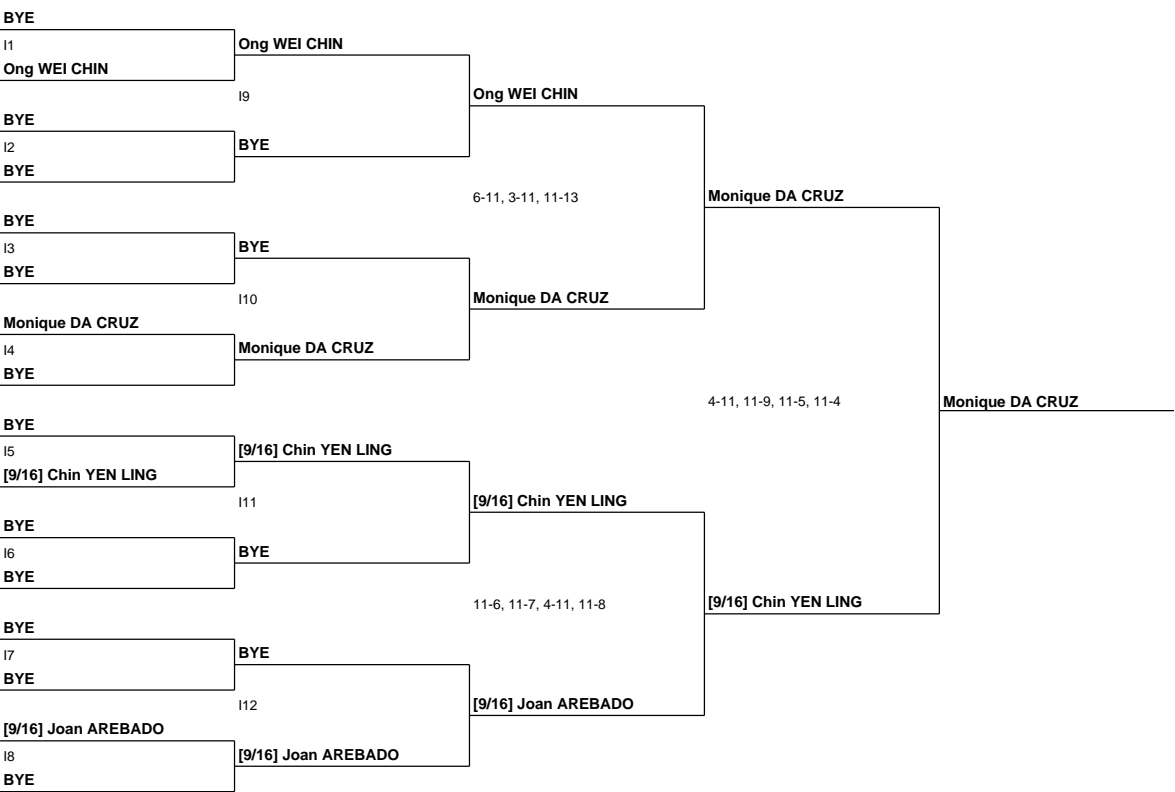 BYE
I1
Ong WEI CHIN
BYE
I2
BYE
BYE
I3
BYE
Monique DA CRUZ
I4
BYE
BYE
I5
[9/16] Chin YEN LING
BYE
I6
BYE
BYE
I7
BYE
[9/16] Joan AREBADO
I8
BYE
Ong WEI CHIN
I9
BYE
BYE
I10
Monique DA CRUZ
[9/16] Chin YEN LING
I11
BYE
BYE
I12
[9/16] Joan AREBADO
Ong WEI CHIN
6-11, 3-11, 11-13
Monique DA CRUZ
[9/16] Chin YEN LING
11-6, 11-7, 4-11, 11-8
[9/16] Joan AREBADO
Monique DA CRUZ
4-11, 11-9, 11-5, 11-4
[9/16] Chin YEN LING
Monique DA CRUZ